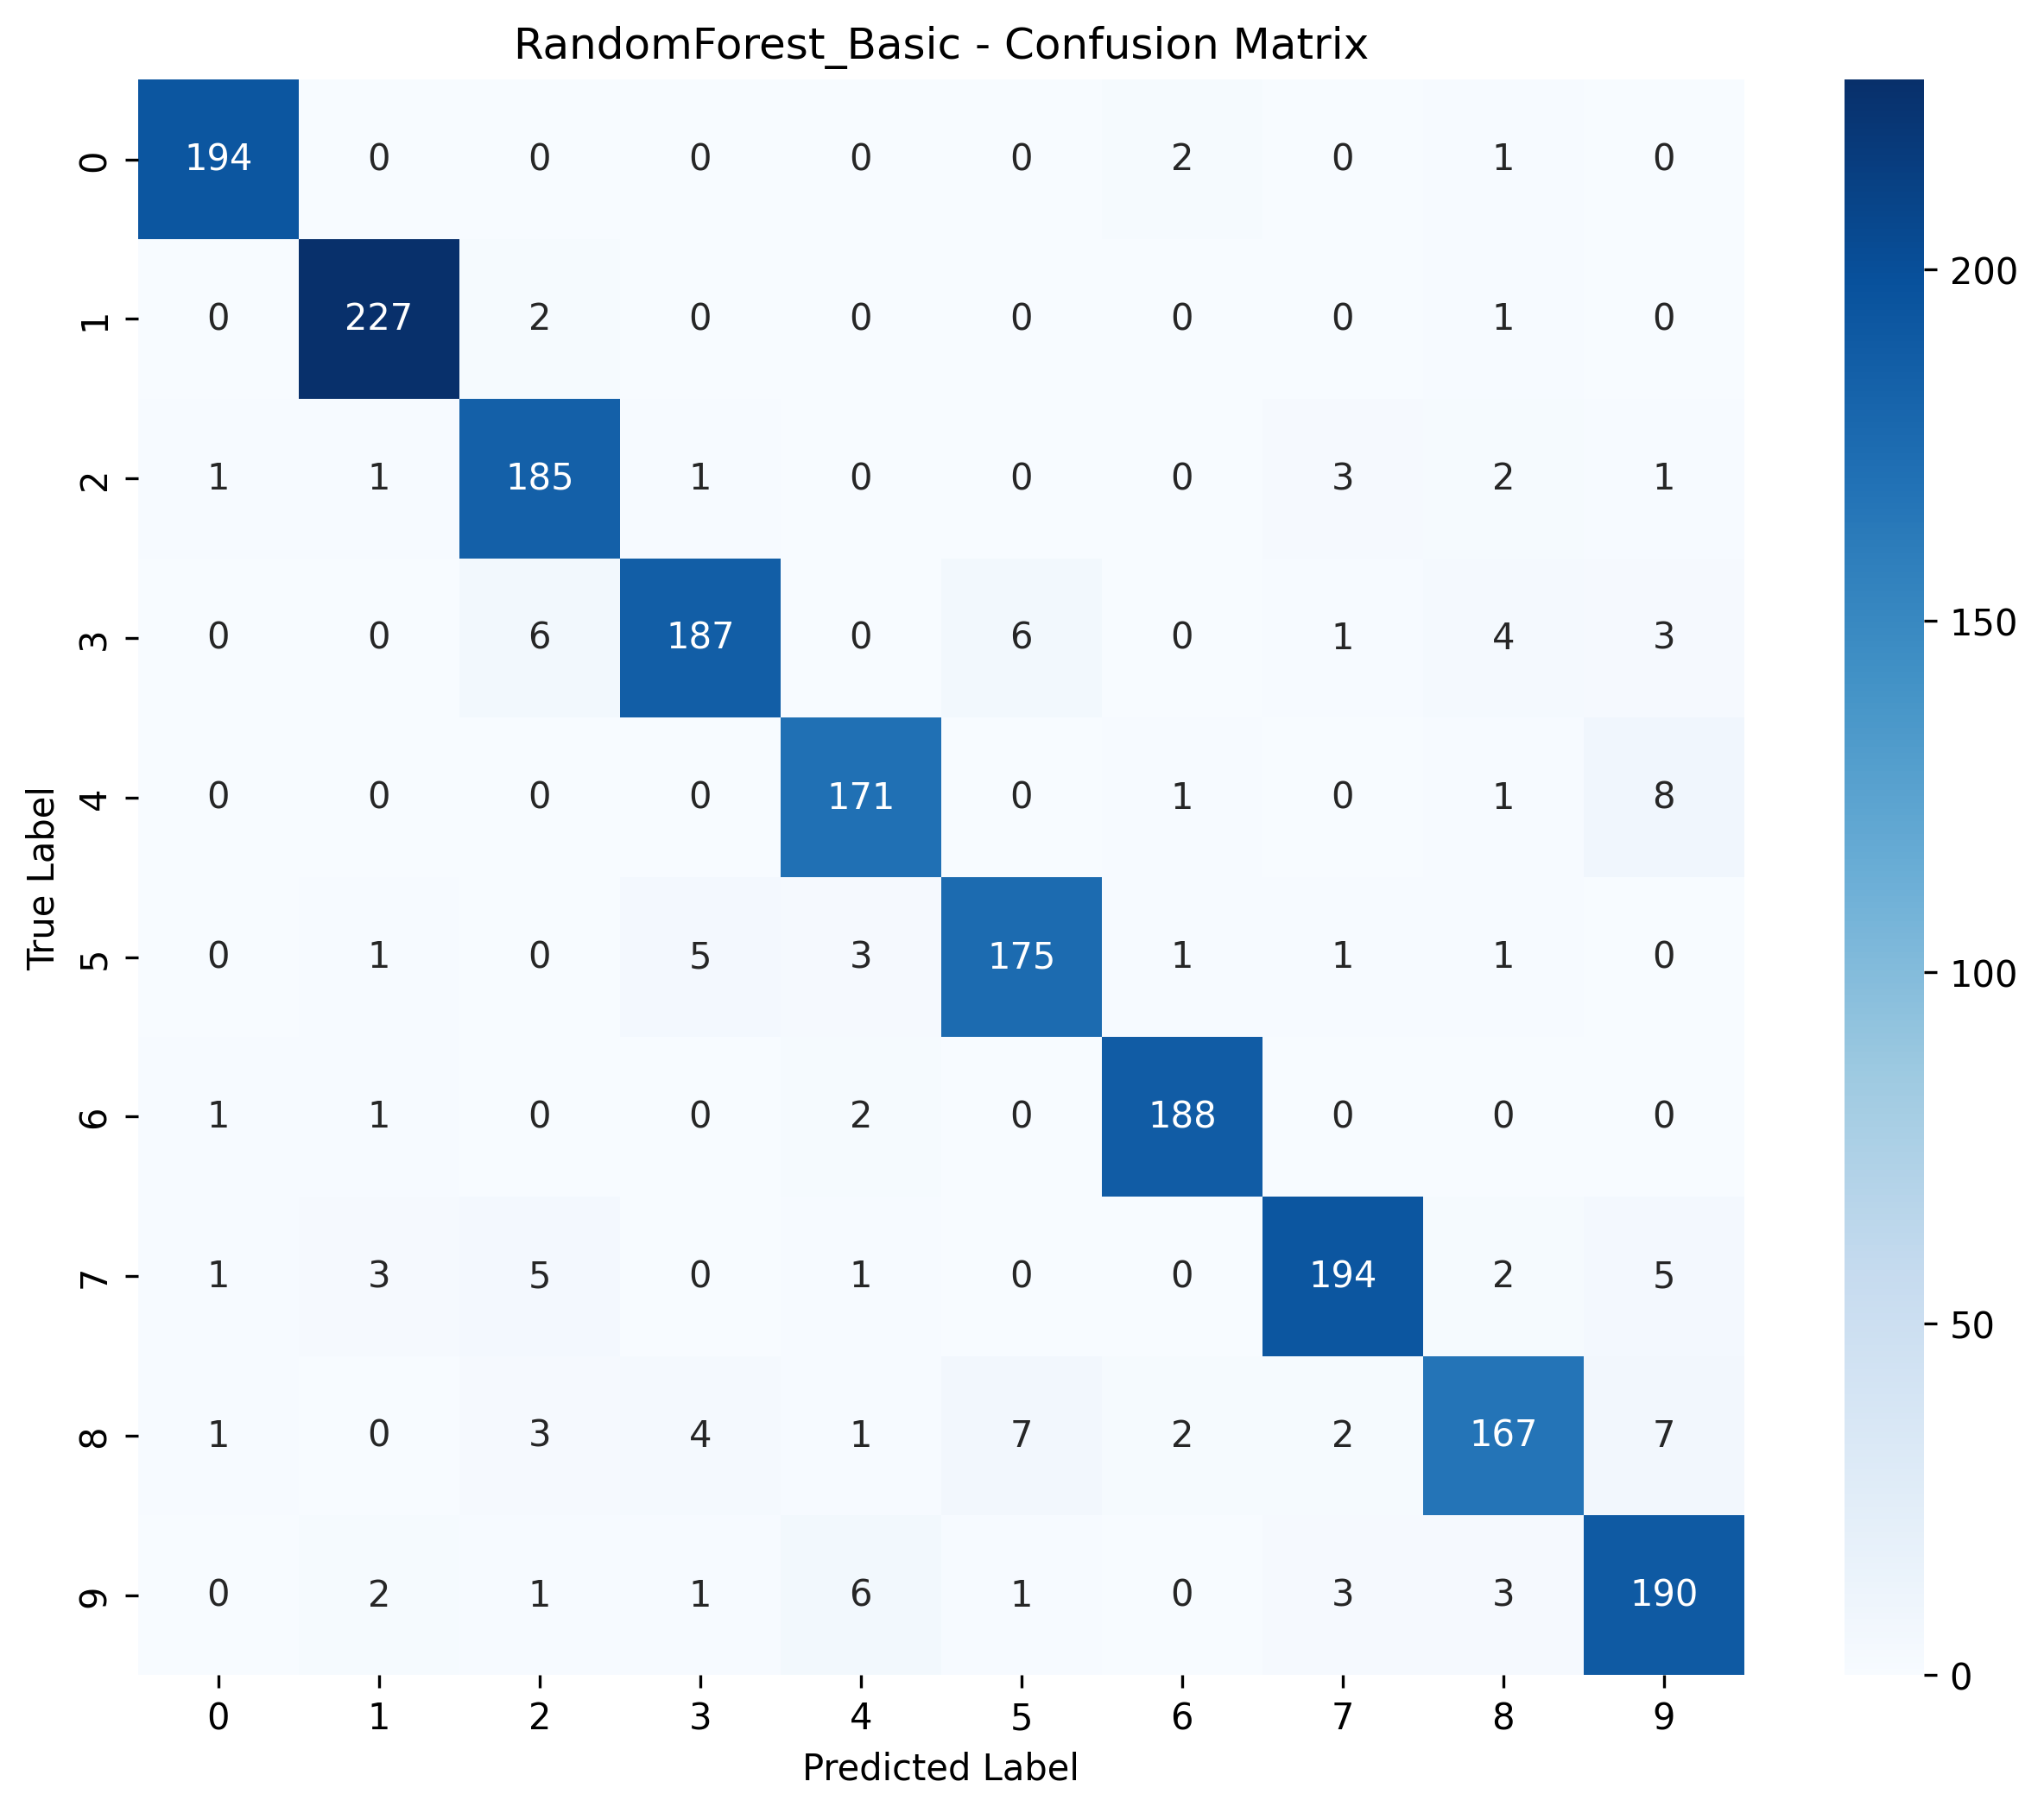 RandomForest_Basic - Confusion Matrix
0 194 0 0 0 0 0 2 0 1 0
1 0 227 2 0 0 0 0 0 1 0
2 1 1 185 1 0 0 0 3 2 1
3 0 0 6 187 0 6 0 1 4 3
4 0 0 0 0 171 0 1 0 1 8
5 0 1 0 5 3 175 1 1 1 0
6 1 1 0 0 2 0 188 0 0 0
7 1 3 5 0 1 0 0 194 2 5
8 1 0 3 4 1 7 2 2 167 7
9 0 2 1 1 6 1 0 3 3 190
0 1 2 3 4 5 6 7 8 9
Predicted Label
True Label
200
150
100
50
0